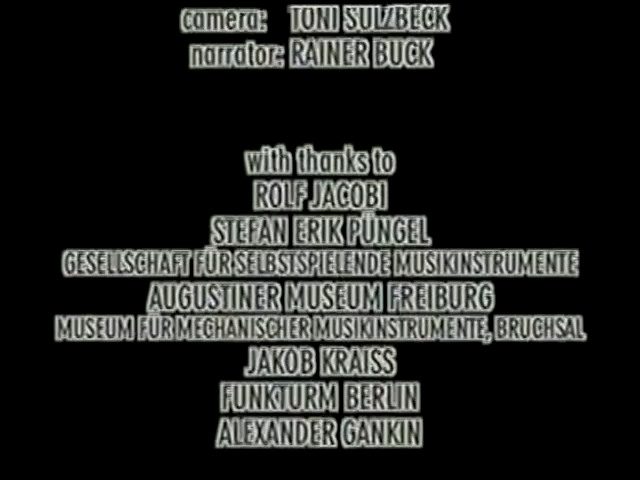 camera: TONI SULZBECK
narrator: RAINER BUCK
with thanks to
ROLF JACOBI
STEFAN ERIK PÜNGEL
GESELLSCHAFT FÜR SELBSTSPIELENDE MUSIKINSTRUMENTE
AUGUSTINER MUSEUM FREIBURG
MUSEUM FÜR MECHANISCHER MUSIKINSTRUMENTE, BRUCHSAL
JAKOB KRAISS
FUNKTURM BERLIN
ALEXANDER GANKIN